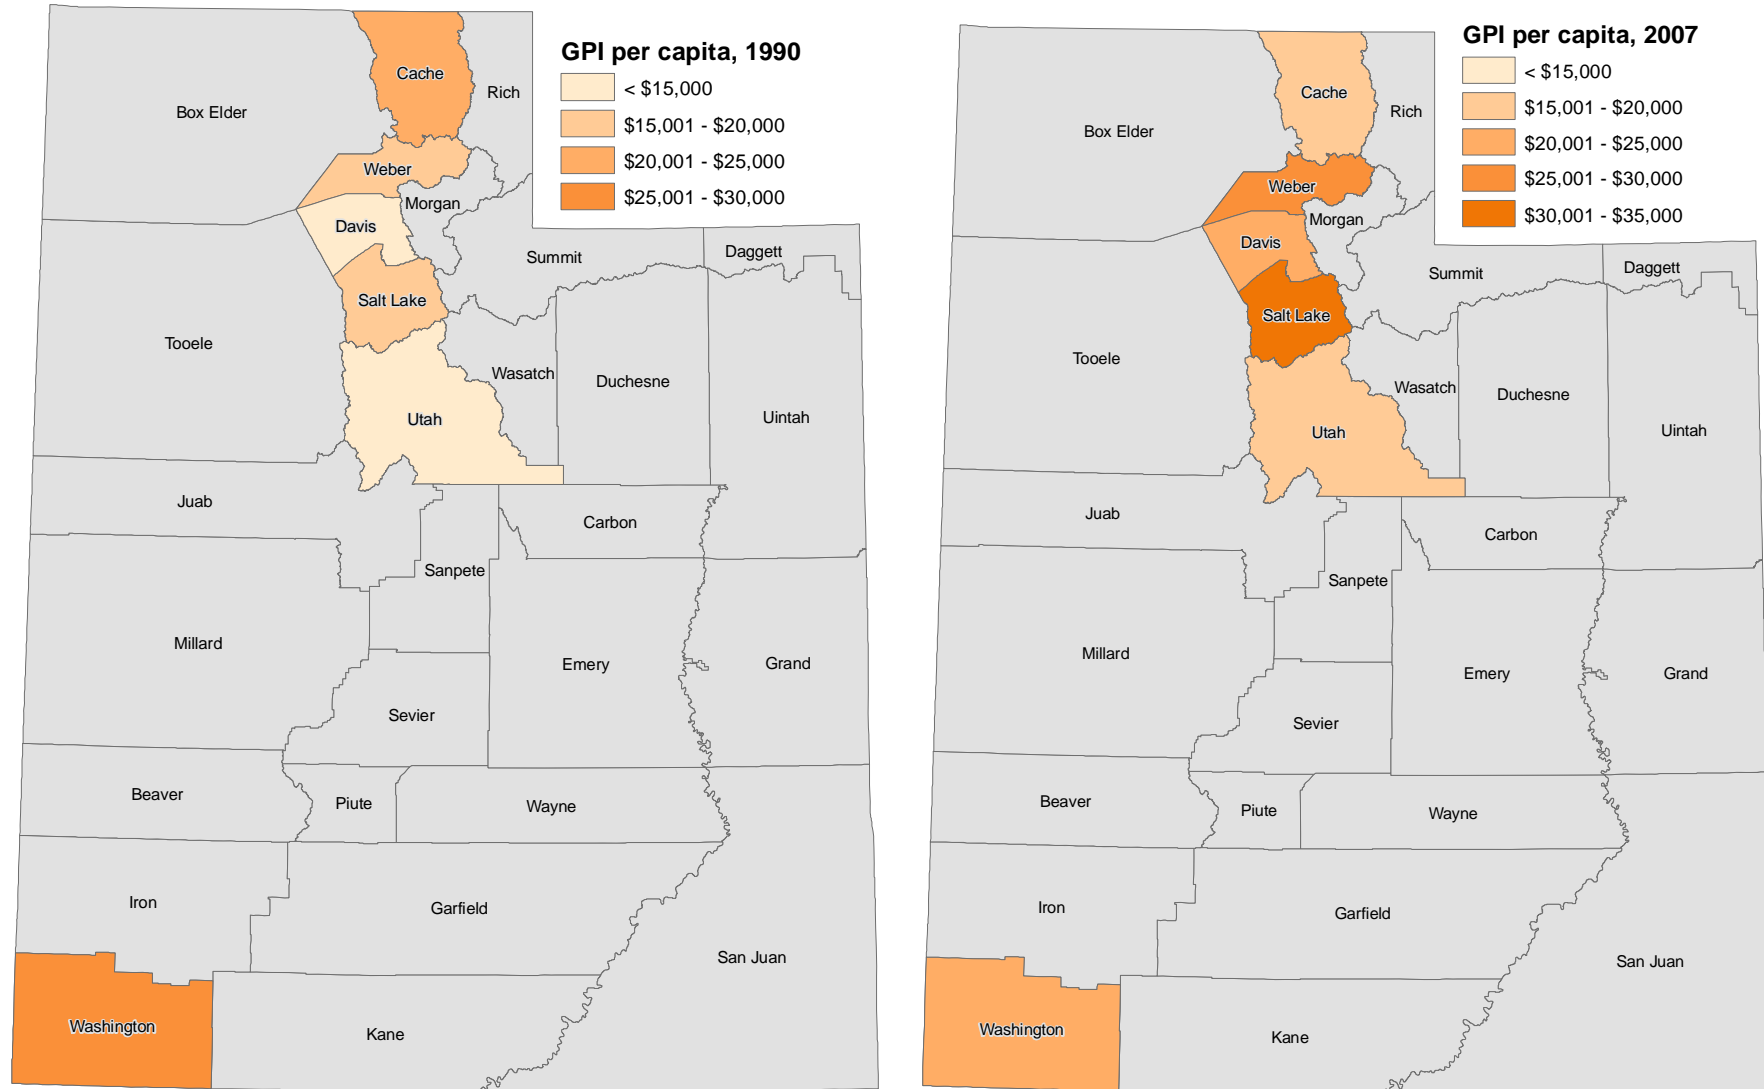 GPI per capita, 1990
< $15,000
$15,001 - $20,000
$20,001 - $25,000
$25,001 - $30,000
Cache
Rich
Box Elder
Weber
Morgan
Davis
Summit
Daggett
Salt Lake
Tooele
Wasatch
Duchesne
Uintah
Utah
Juab
Carbon
Sanpete
Millard
Emery
Grand
Sevier
Beaver
Piute
Wayne
Iron
Garfield
San Juan
Washington
Kane
GPI per capita, 2007
< $15,000
$15,001 - $20,000
$20,001 - $25,000
$25,001 - $30,000
$30,001 - $35,000
Cache
Rich
Box Elder
Weber
Morgan
Davis
Summit
Daggett
Salt Lake
Tooele
Wasatch
Duchesne
Uintah
Utah
Juab
Carbon
Sanpete
Millard
Emery
Grand
Sevier
Beaver
Piute
Wayne
Iron
Garfield
San Juan
Washington
Kane